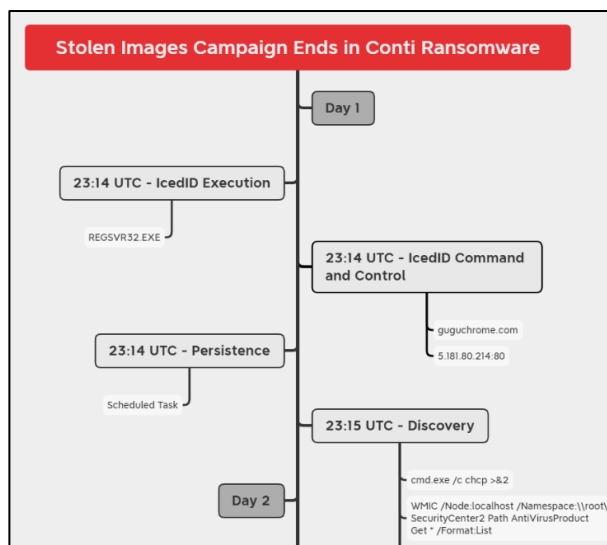 Stolen Images Campaign Ends in Conti Ransomware
Day 1
23:14 UTC - IcedID Execution
REGSVR32.EXE
23:14 UTC - IcedID Command
and Control
guguchrome.com
5.181.80.214:80
23:14 UTC - Persistence
Scheduled Task
23:15 UTC - Discovery
cmd.exe /c chcp >&2
WMIC /Node:localhost /Namespace:\\root\
SecurityCenter2 Path AntiVirusProduct
Get * /Format:List
Day 2